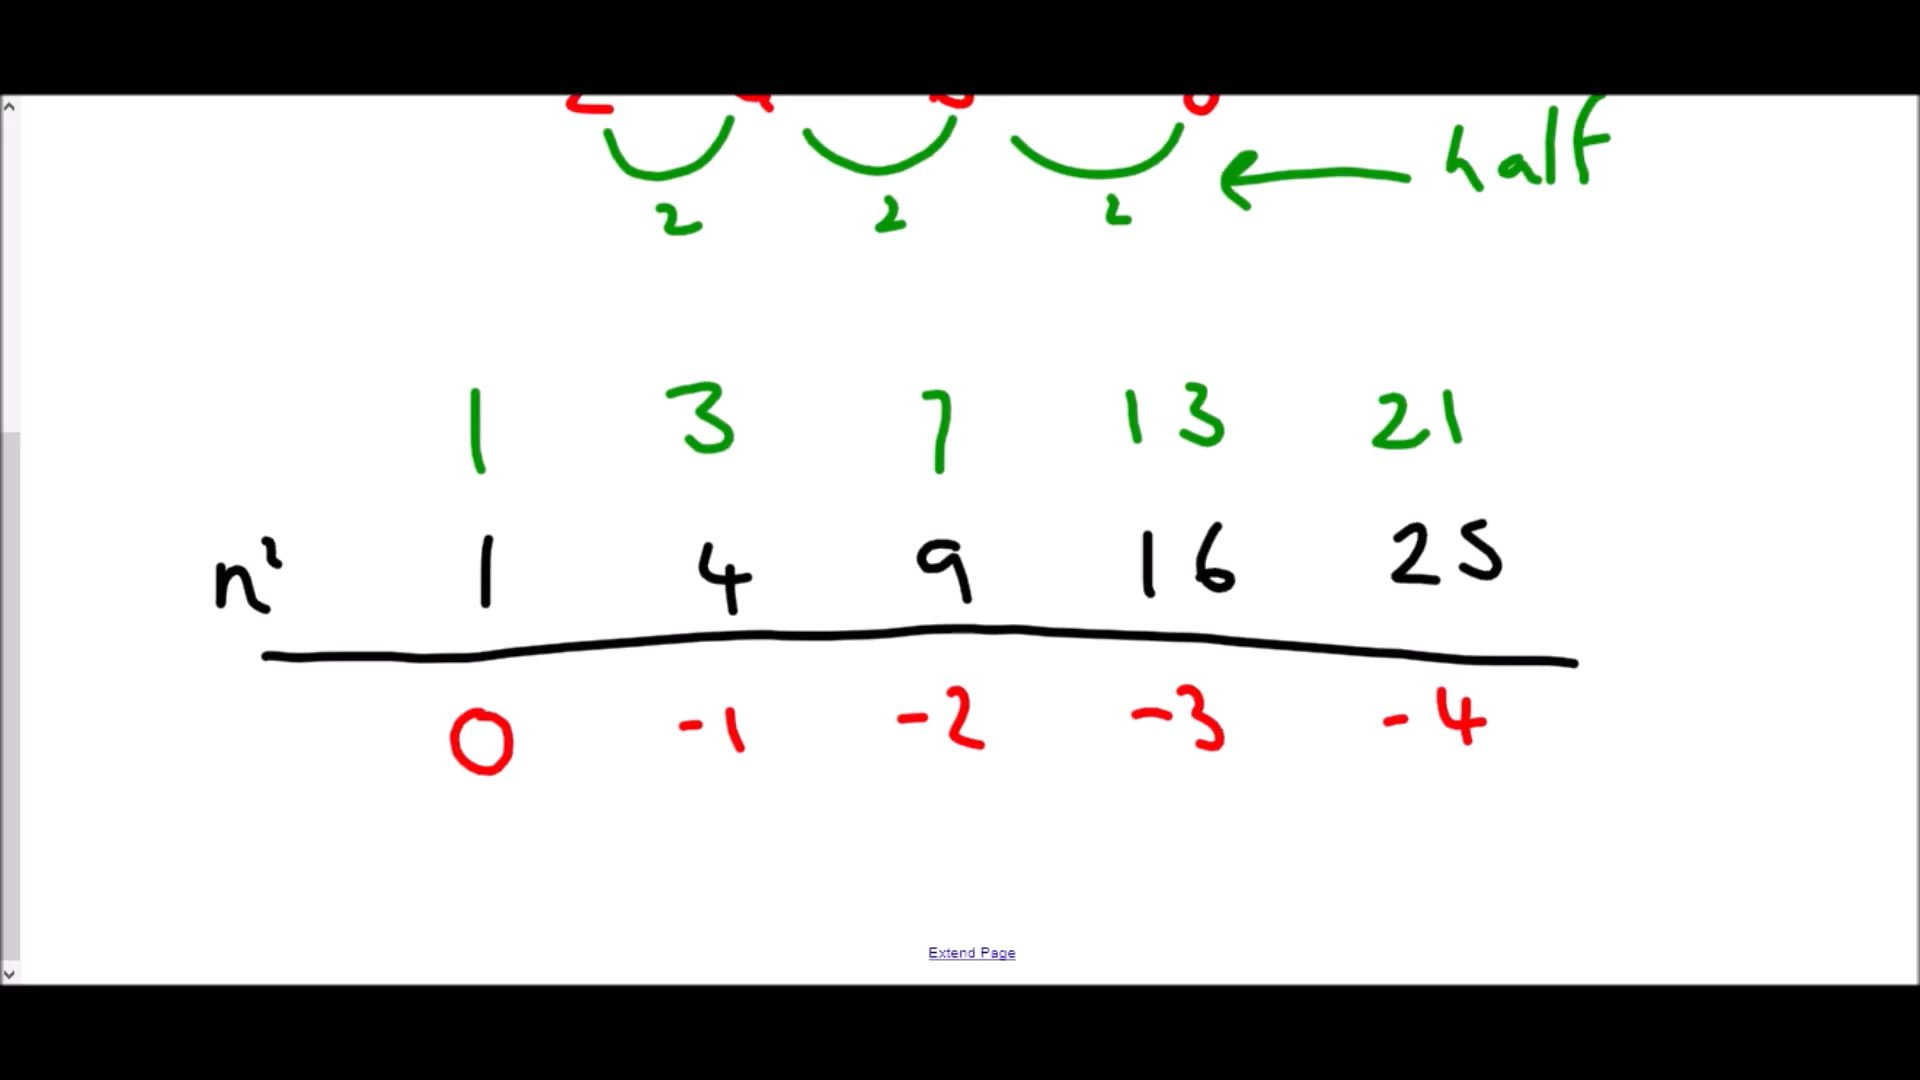 2 2 2 half
1 3 7 13 21
n² 1 4 9 16 25
0 -1 -2 -3 -4
Extend Page